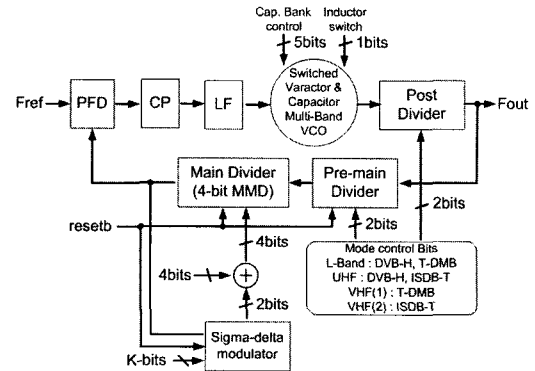 Cap. Bank
control
Inductor
switch
5bits
1bits
Fref
PFD
CP
LF
Switched
Varactor &
Capacitor
Multi-Band
VCO
Post
Divider
Fout
Main Divider
(4-bit MMD)
Pre-main
Divider
2bits
resetb
2bits
4bits
Mode control Bits
L-Band : DVB-H, T-DMB
UHF : DVB-H, ISDB-T
VHF(1) : T-DMB
VHF(2) : ISDB-T
4bits
+
2bits
Sigma-delta
modulator
K-bits